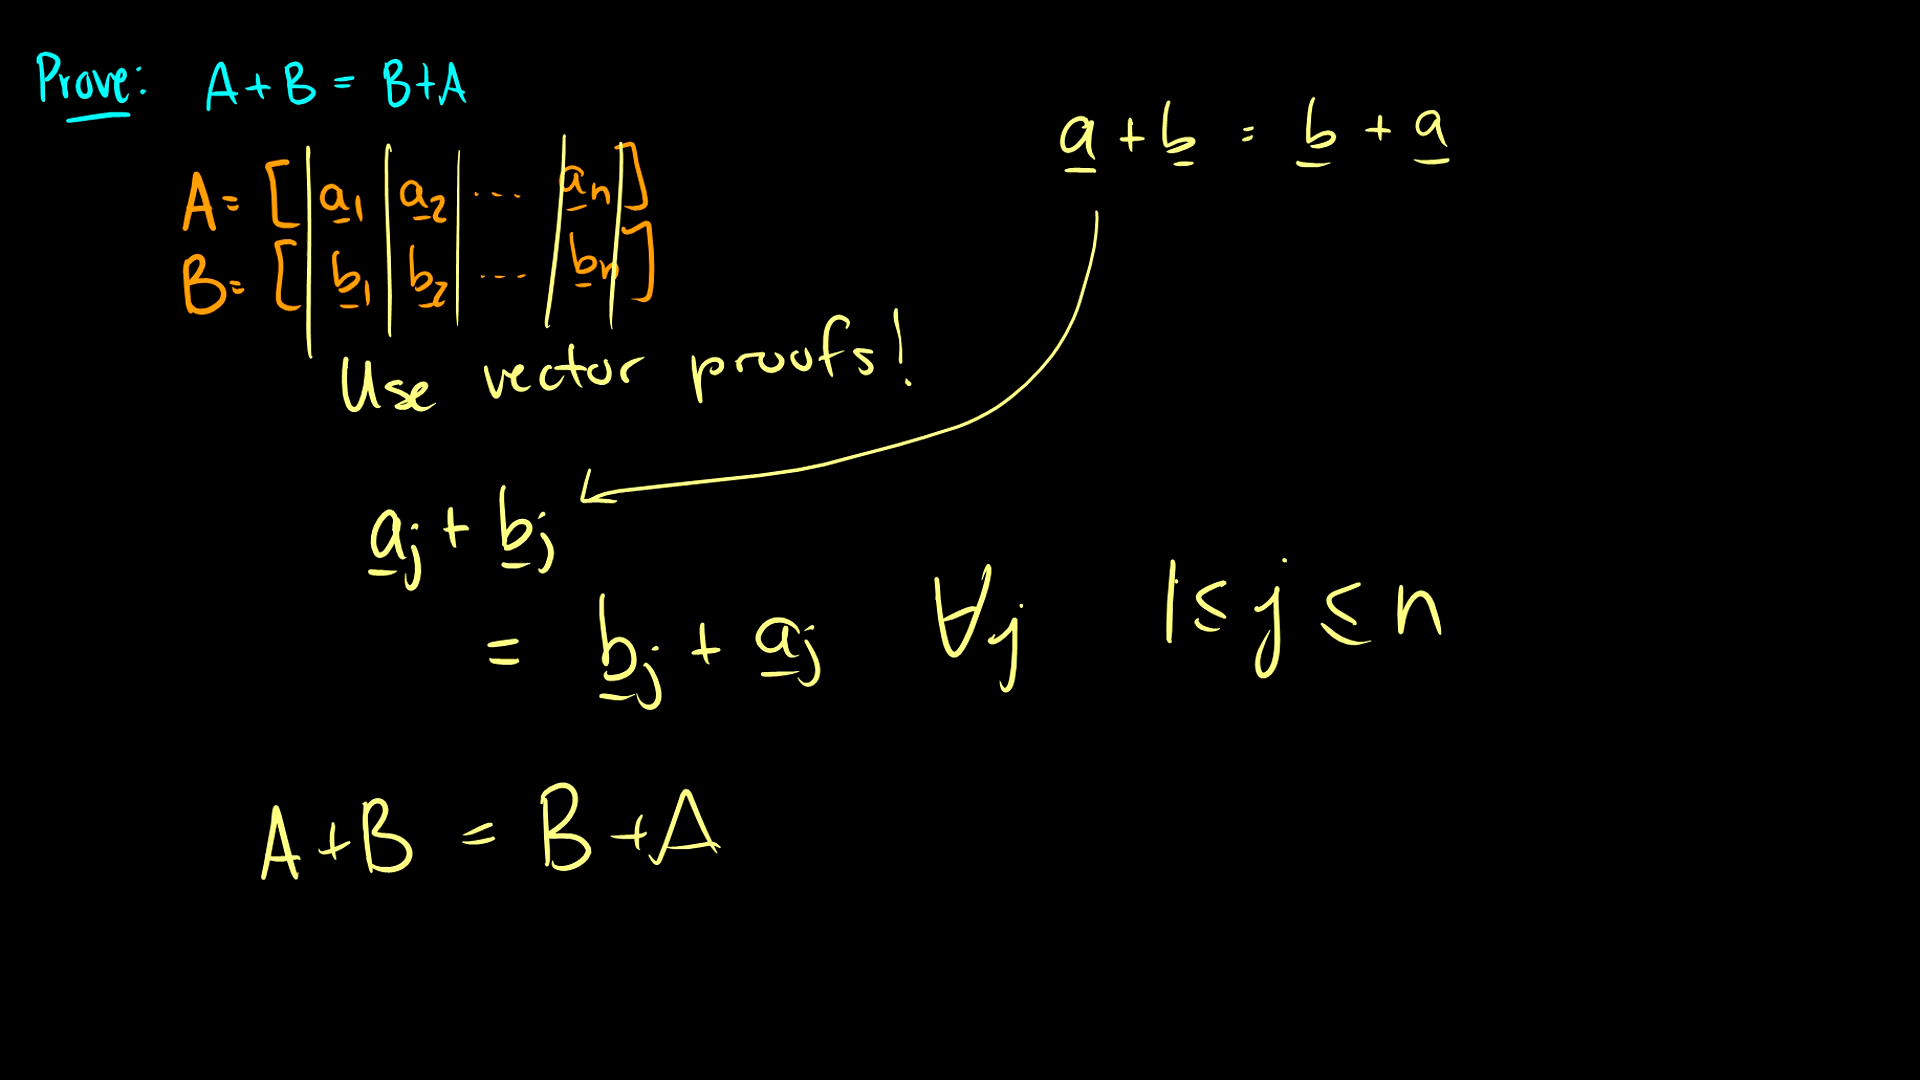 Prove: A + B = B + A
a + b = b + a
A = [ a₁ | a₂ | ... | aₙ ]
B = [ b₁ | b₂ | ... | bₙ ]
Use vector proofs!
aⱼ + bⱼ
= bⱼ + aⱼ ∀j 1 ≤ j ≤ n
A + B = B + A